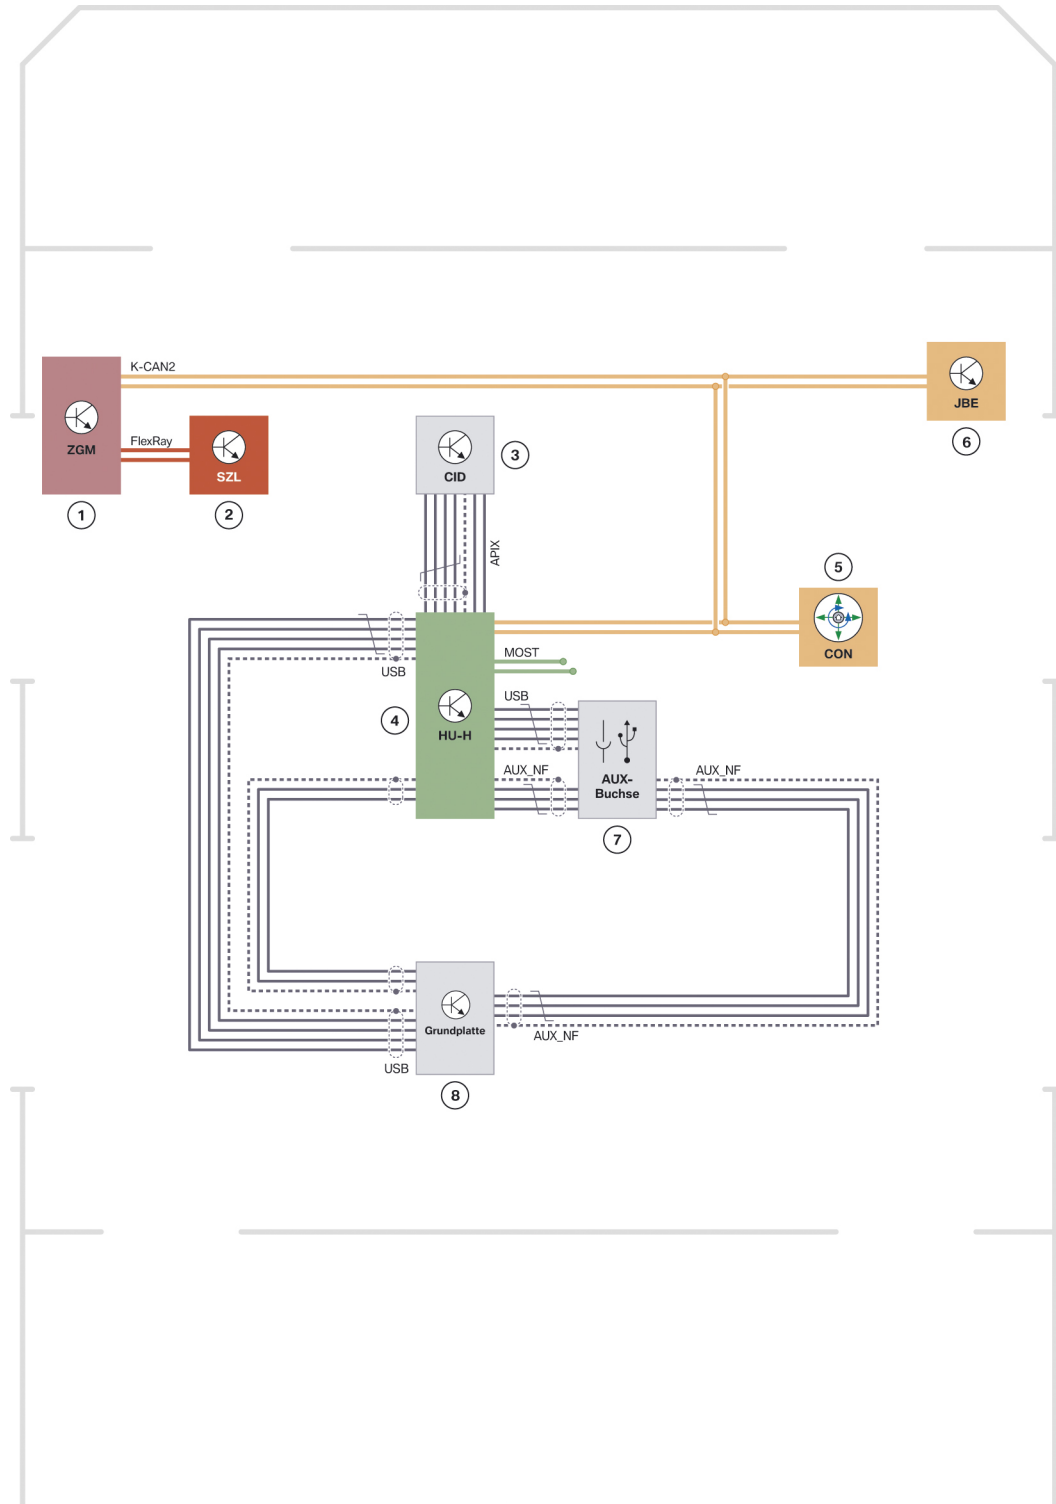 K-CAN2
ZGM
FlexRay
SZL
1
2
CID
3
JBE
6
APIX
5
CON
USB
MOST
USB
4
HU-H
AUX_NF
AUX-
Buchse
AUX_NF
7
Grundplatte
AUX_NF
USB
8